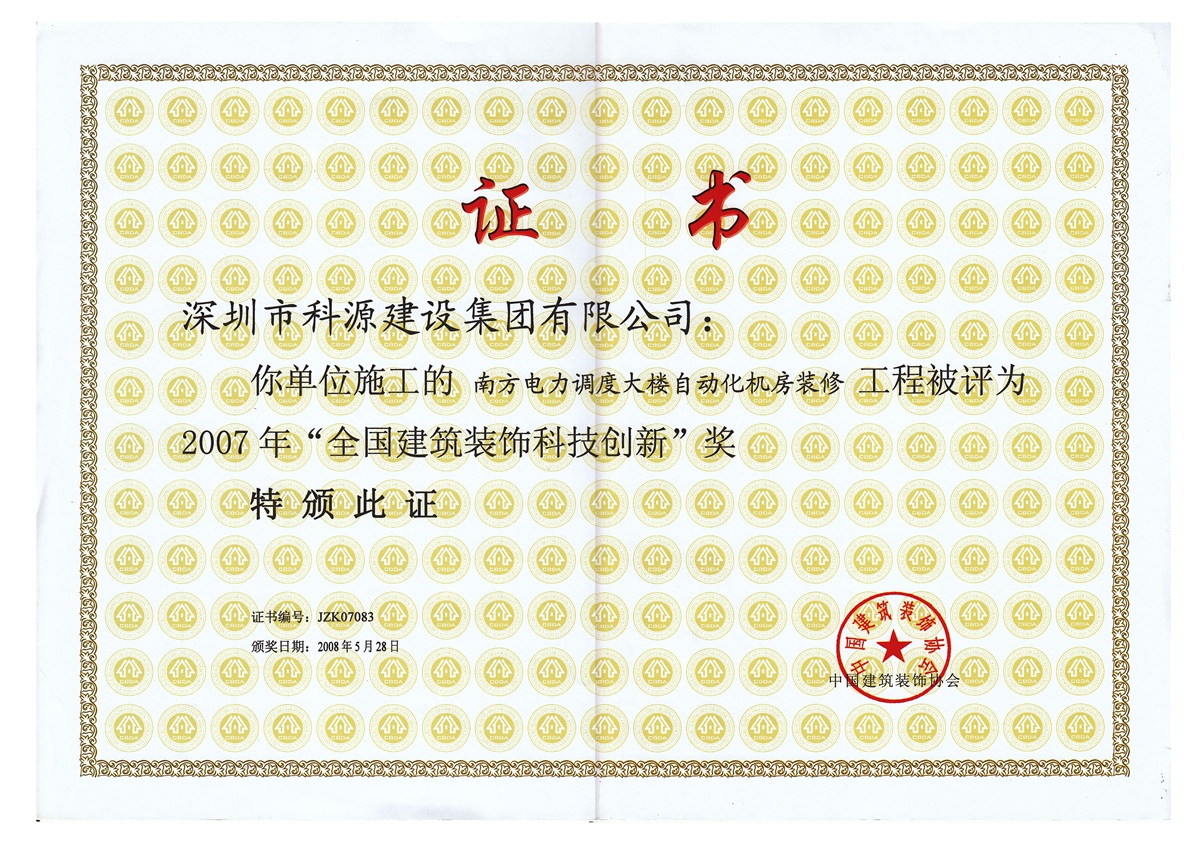 证 书
深圳市科源建设集团有限公司：
你单位施工的 南方电力调度大楼自动化机房装修 工程被评为
2007年“全国建筑装饰科技创新”奖
特 颁 此 证
证书编号：JZK07083
颁奖日期：2008年5月28日
中国建筑装饰协会
中国建筑装饰协会
CBDA